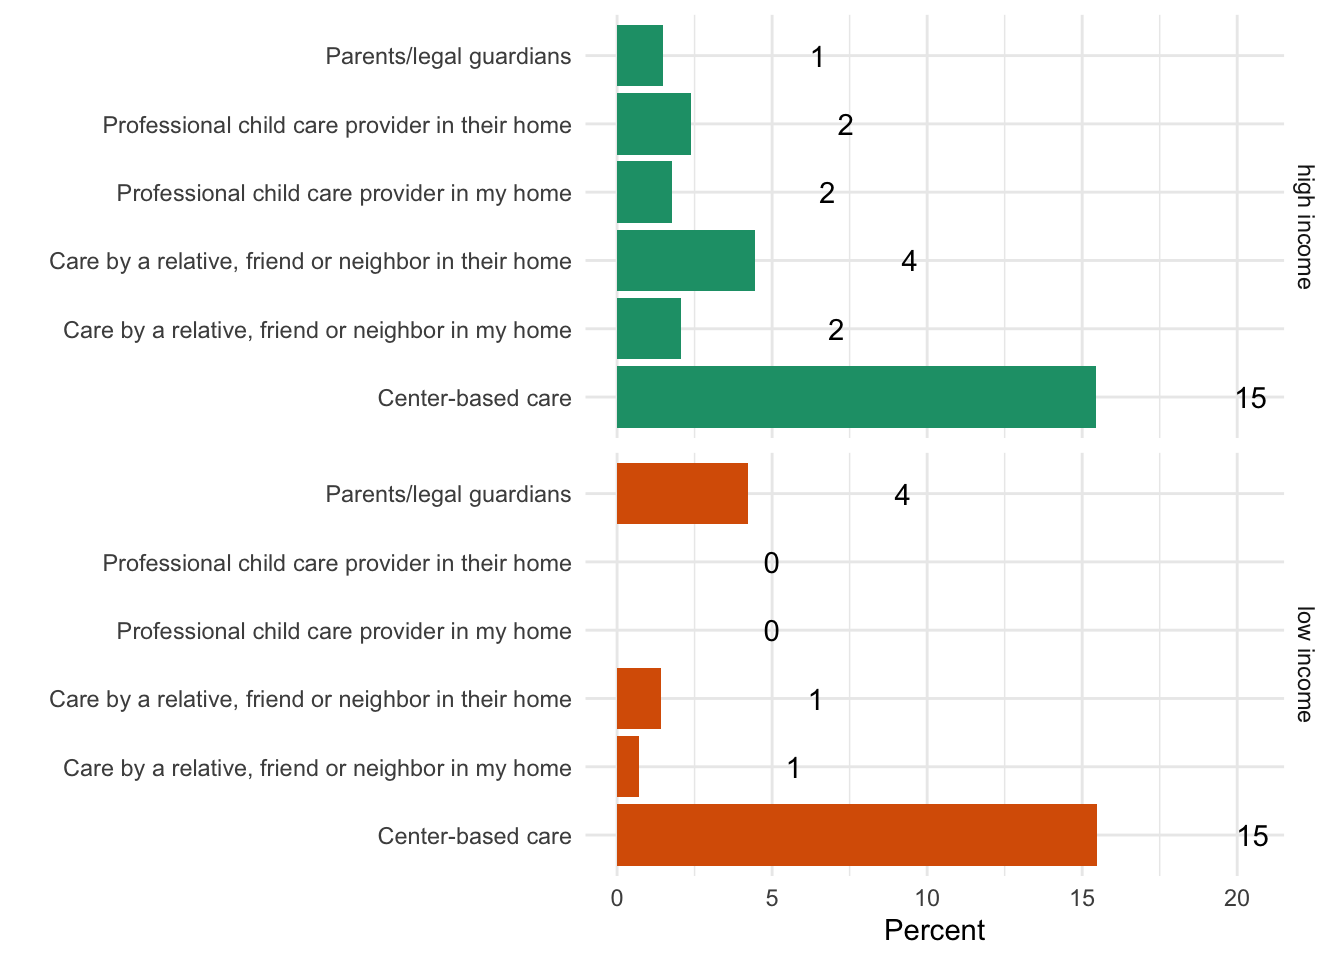 Parents/legal guardians 1
Professional child care provider in their home 2
Professional child care provider in my home 2
Care by a relative, friend or neighbor in their home 4
Care by a relative, friend or neighbor in my home 2
Center-based care 15
high income
Parents/legal guardians 4
Professional child care provider in their home 0
Professional child care provider in my home 0
Care by a relative, friend or neighbor in their home 1
Care by a relative, friend or neighbor in my home 1
Center-based care 15
low income
0 5 10 15 20
Percent